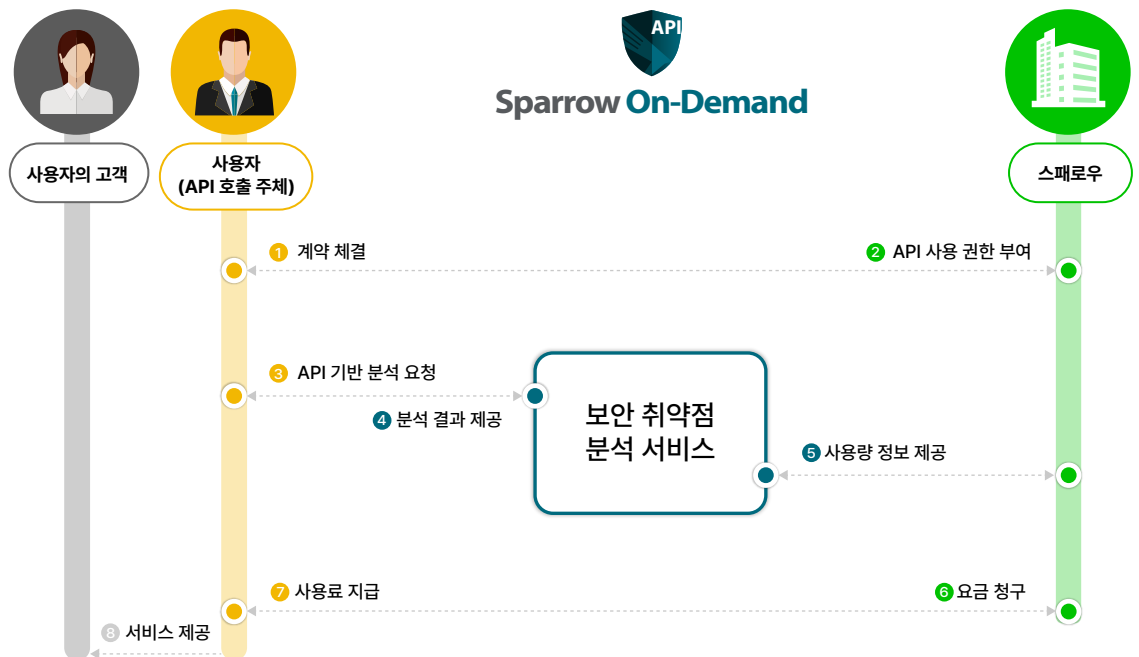 API
Sparrow On-Demand
사용자의 고객
사용자
(API 호출 주체)
스패로우
1 계약 체결
2 API 사용 권한 부여
3 API 기반 분석 요청
4 분석 결과 제공
보안 취약점
분석 서비스
5 사용량 정보 제공
7 사용료 지급
6 요금 청구
8 서비스 제공